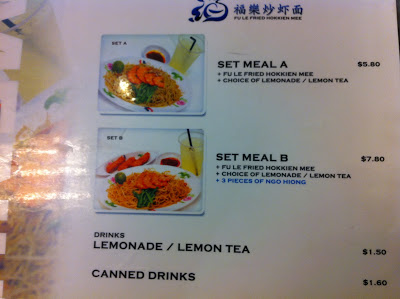 福樂炒虾面
FU LE FRIED HOKKIEN MEE
SET A
SET MEAL A $5.80
+ FU LE FRIED HOKKIEN MEE
+ CHOICE OF LEMONADE / LEMON TEA
SET B
SET MEAL B $7.80
+ FU LE FRIED HOKKIEN MEE
+ CHOICE OF LEMONADE / LEMON TEA
+ 3 PIECES OF NGO HIONG
DRINKS
LEMONADE / LEMON TEA $1.50
CANNED DRINKS $1.60